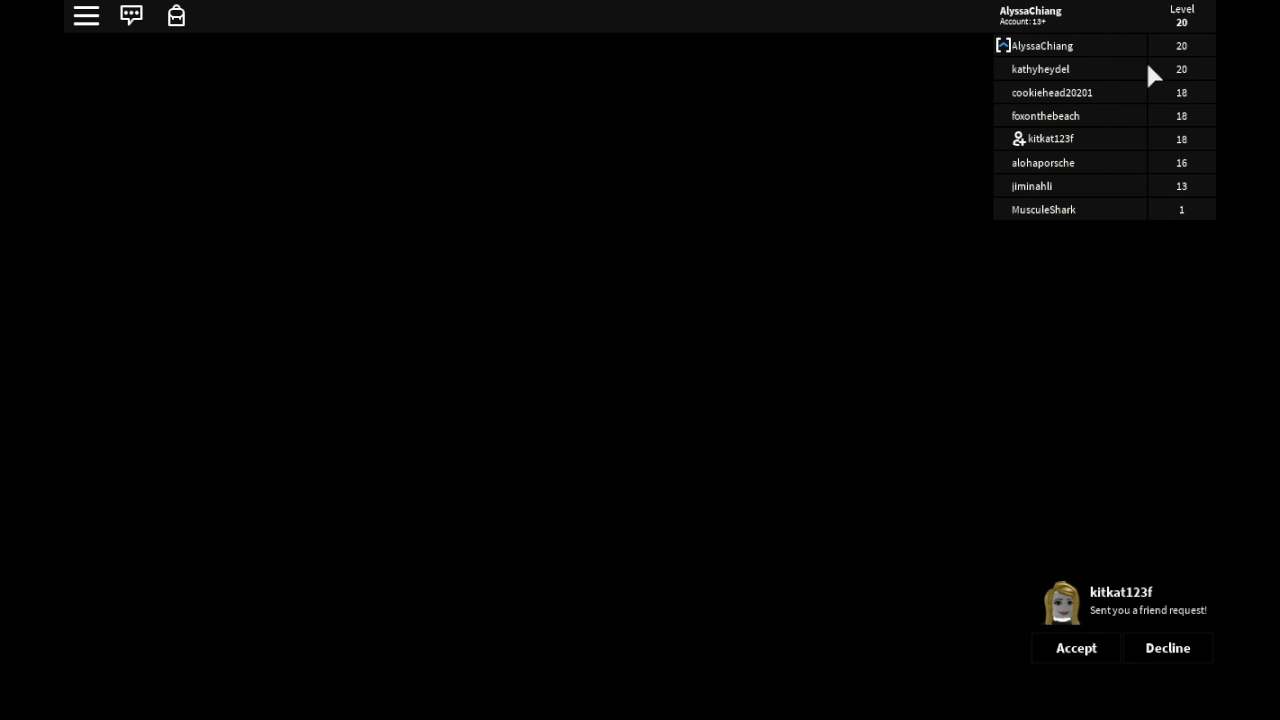 AlyssaChiang
Account: 13+
Level
20
AlyssaChiang 20
kathyheydel 20
cookiehead20201 18
foxonthebeach 18
kitkat123f 18
alohaporsche 16
jiminahli 13
MusculeShark 1
kitkat123f
Sent you a friend request!
Accept Decline